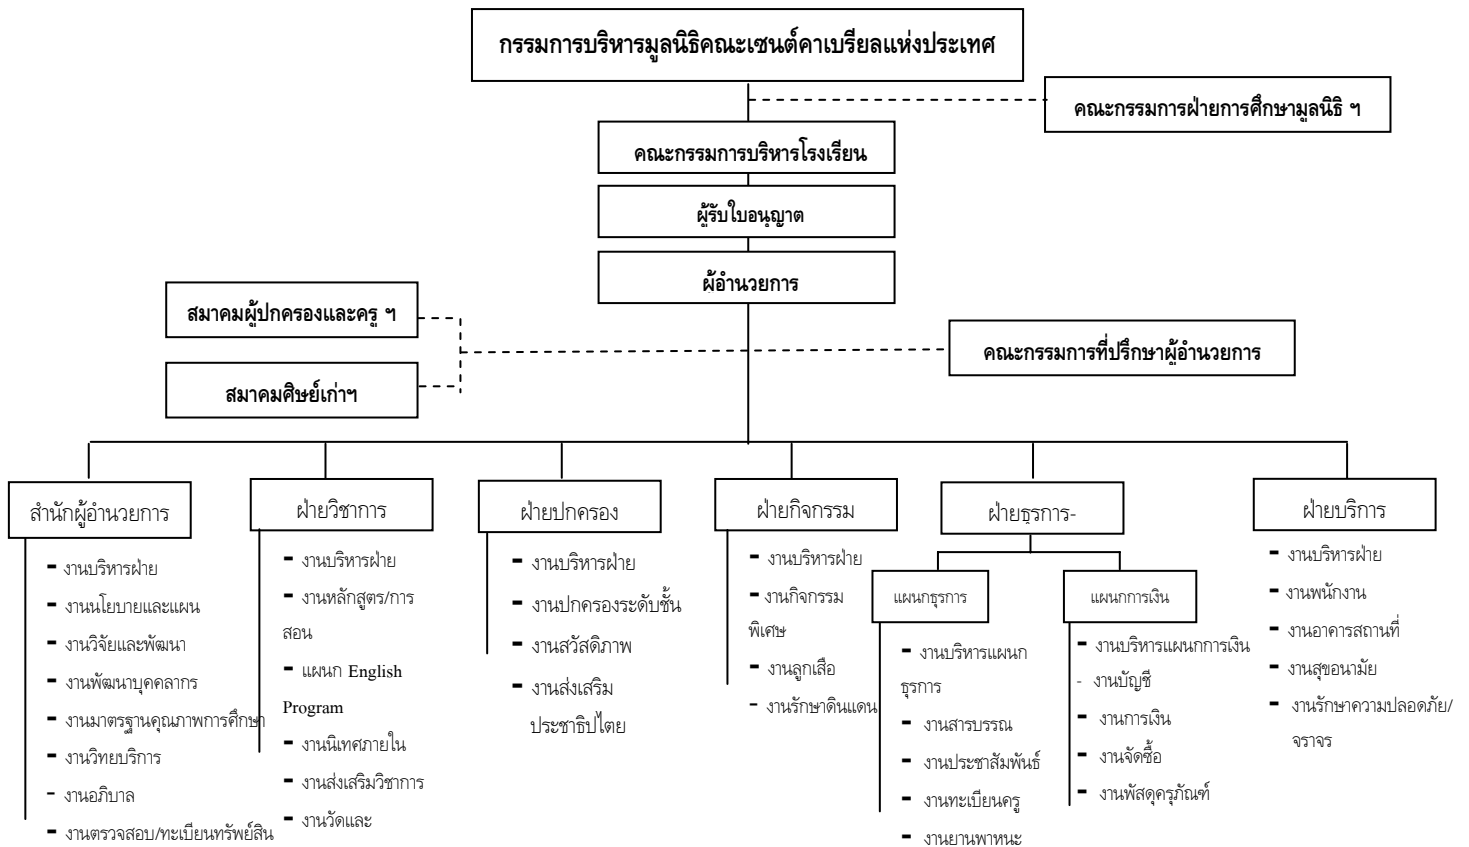 กรรมการบริหารมูลนิธิคณะเซนต์คาเบรียลแห่งประเทศ
คณะกรรมการฝ่ายการศึกษามูลนิธิ ฯ
คณะกรรมการบริหารโรงเรียน
ผู้รับใบอนุญาต
ผู้อำนวยการ
สมาคมผู้ปกครองและครู ฯ
คณะกรรมการที่ปรึกษาผู้อำนวยการ
สมาคมศิษย์เก่าฯ
สำนักผู้อำนวยการ
- งานบริหารฝ่าย
- งานนโยบายและแผน
- งานวิจัยและพัฒนา
- งานพัฒนาบุคคลากร
- งานมาตรฐานคุณภาพการศึกษา
- งานวิทยบริการ
- งานอภิบาล
- งานตรวจสอบ/ทะเบียนทรัพย์สิน
ฝ่ายวิชาการ
- งานบริหารฝ่าย
- งานหลักสูตร/การ
สอน
- แผนก English
Program
- งานนิเทศภายใน
- งานส่งเสริมวิชาการ
- งานวัดและ
ฝ่ายปกครอง
- งานบริหารฝ่าย
- งานปกครองระดับชั้น
- งานสวัสดิภาพ
- งานส่งเสริม
ประชาธิปไตย
ฝ่ายกิจกรรม
- งานบริหารฝ่าย
- งานกิจกรรม
พิเศษ
- งานลูกเสือ
- งานรักษาดินแดน
ฝ่ายธุรการ-
แผนกธุรการ
- งานบริหารแผนก
ธุรการ
- งานสารบรรณ
- งานประชาสัมพันธ์
- งานทะเบียนครู
- งานยานพาหนะ
แผนกการเงิน
- งานบริหารแผนกการเงิน
- งานบัญชี
- งานการเงิน
- งานจัดซื้อ
- งานพัสดุครุภัณฑ์
ฝ่ายบริการ
- งานบริหารฝ่าย
- งานพนักงาน
- งานอาคารสถานที่
- งานสุขอนามัย
- งานรักษาความปลอดภัย/
จราจร